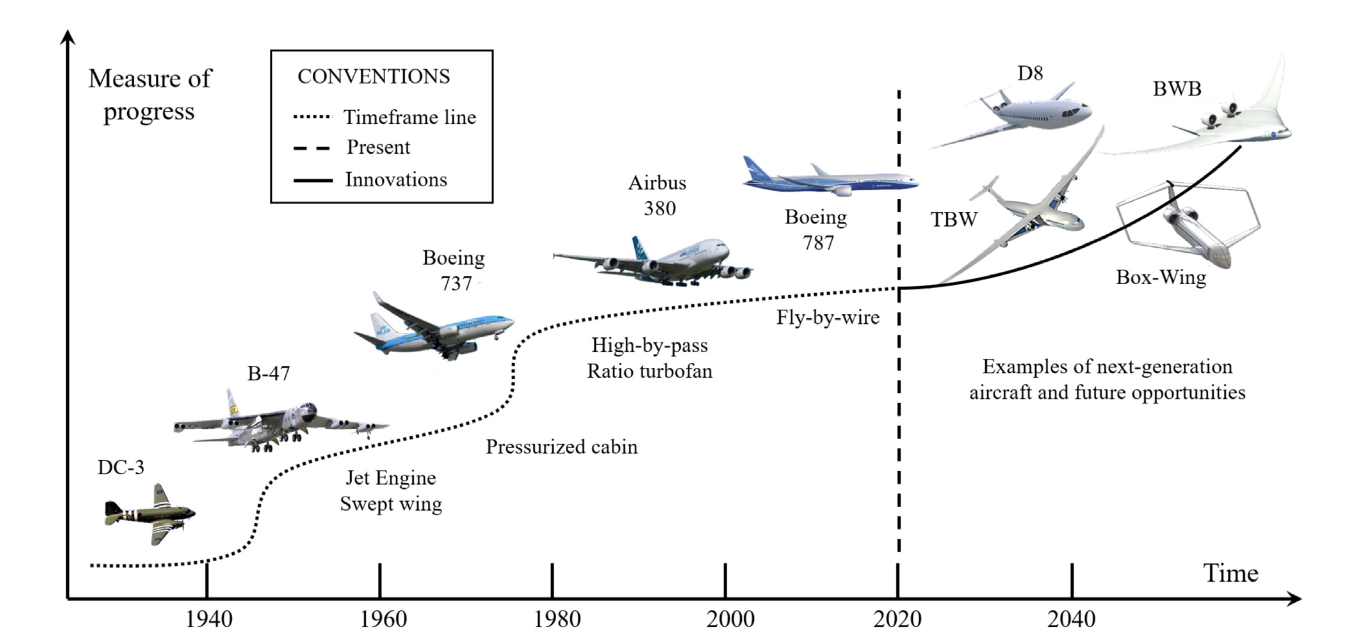 Measure of
progress
CONVENTIONS
Timeframe line
Present
Innovations
D8
BWB
Airbus
380
Boeing
787
TBW
Boeing
737
Box-Wing
Fly-by-wire
High-by-pass
Ratio turbofan
Examples of next-generation
aircraft and future opportunities
B-47
Pressurized cabin
DC-3
Jet Engine
Swept wing
Time
1940
1960
1980
2000
2020
2040